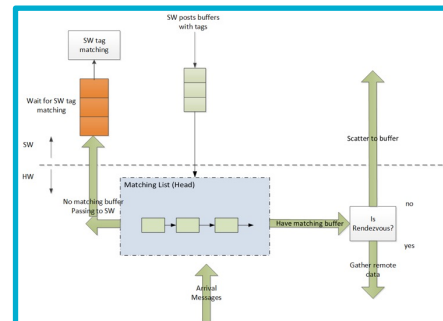 SW posts buffers
with tags
SW tag
matching
Wait for SW tag
matching
Scatter to buffer
SW
HW
Matching List (Head)
No matching buffer
Passing to SW
Have matching buffer
no
Is
Rendezvous?
yes
Gather remote
data
Arrival
Messages